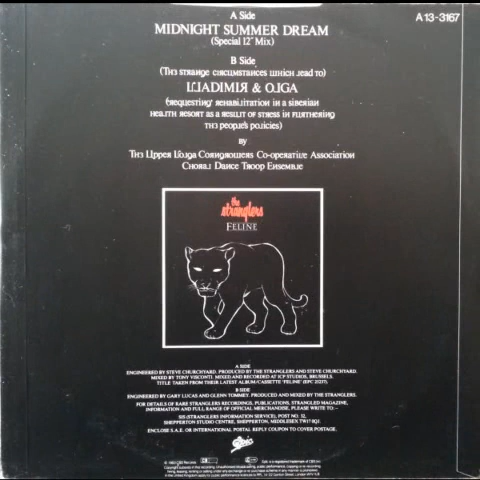 A Side
A 13-3167
MIDNIGHT SUMMER DREAM
(Special 12" Mix)
B Side
(The strange circumstances which lead to)
VLADIMIR & OLGA
(requesting rehabilitation in a Siberian
health resort as a result of stress in furthering
the people's policies)
BY
The Upper Volga Corngrowers Co-operative Association
Choral Dance Troop Ensemble
the
stranglers
FELINE
A SIDE
ENGINEERED BY STEVE CHURCHYARD. PRODUCED BY THE STRANGLERS AND STEVE CHURCHYARD.
MIXED BY TONY VISCONTI. MIXED AND RECORDED AT ICP STUDIOS, BRUSSELS.
TITLE TAKEN FROM THEIR LATEST ALBUM/CASSETTE 'FELINE' (EPC 25237).
B SIDE
ENGINEERED BY GARY LUCAS AND GLENN TOMMEY. PRODUCED AND MIXED BY THE STRANGLERS.
FOR DETAILS OF RARE STRANGLERS RECORDINGS, PUBLICATIONS, STRANGLED MAGAZINE,
INFORMATION AND FULL RANGE OF OFFICIAL MERCHANDISE, PLEASE WRITE TO:–
SIS (STRANGLERS INFORMATION SERVICE), POST NO. 12,
SHEPPERTON STUDIO CENTRE, SHEPPERTON, MIDDLESEX
ENCLOSE S.A.E. OR INTERNATIONAL POSTAL REPLY COUPON TO COVER POSTAGE.
Epic